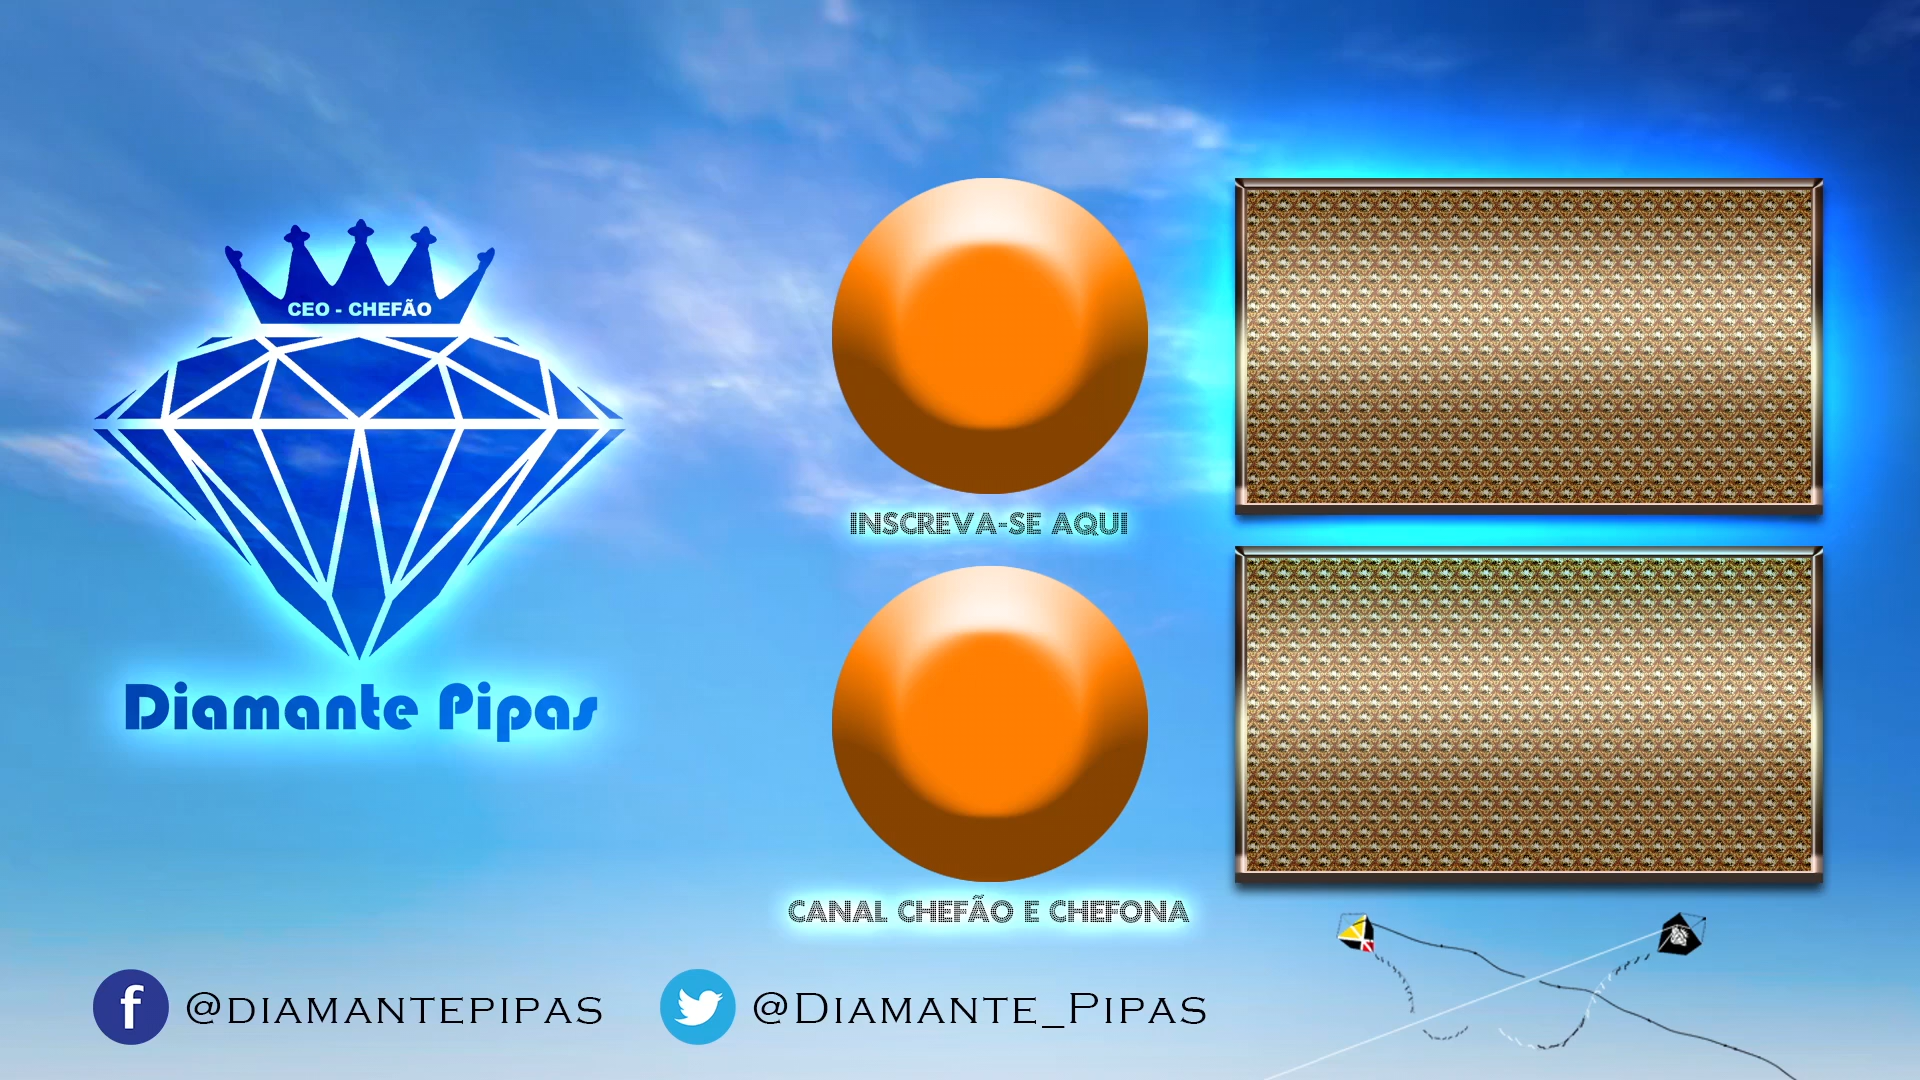 CEO - CHEFÃO
Diamante Pipas
INSCREVA-SE AQUI
CANAL CHEFÃO E CHEFONA
f @DIAMANTEPIPAS
@DIAMANTE_PIPAS